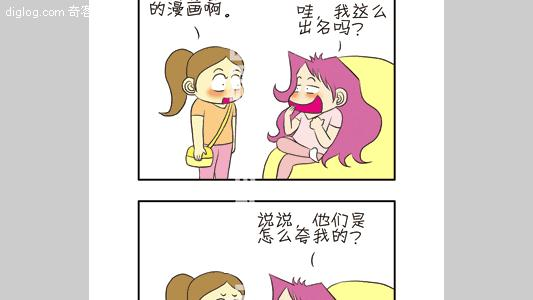 diglog.com 奇客
的漫画啊。
哇，我这么
出名吗？
说说，他们是
怎么夸我的？